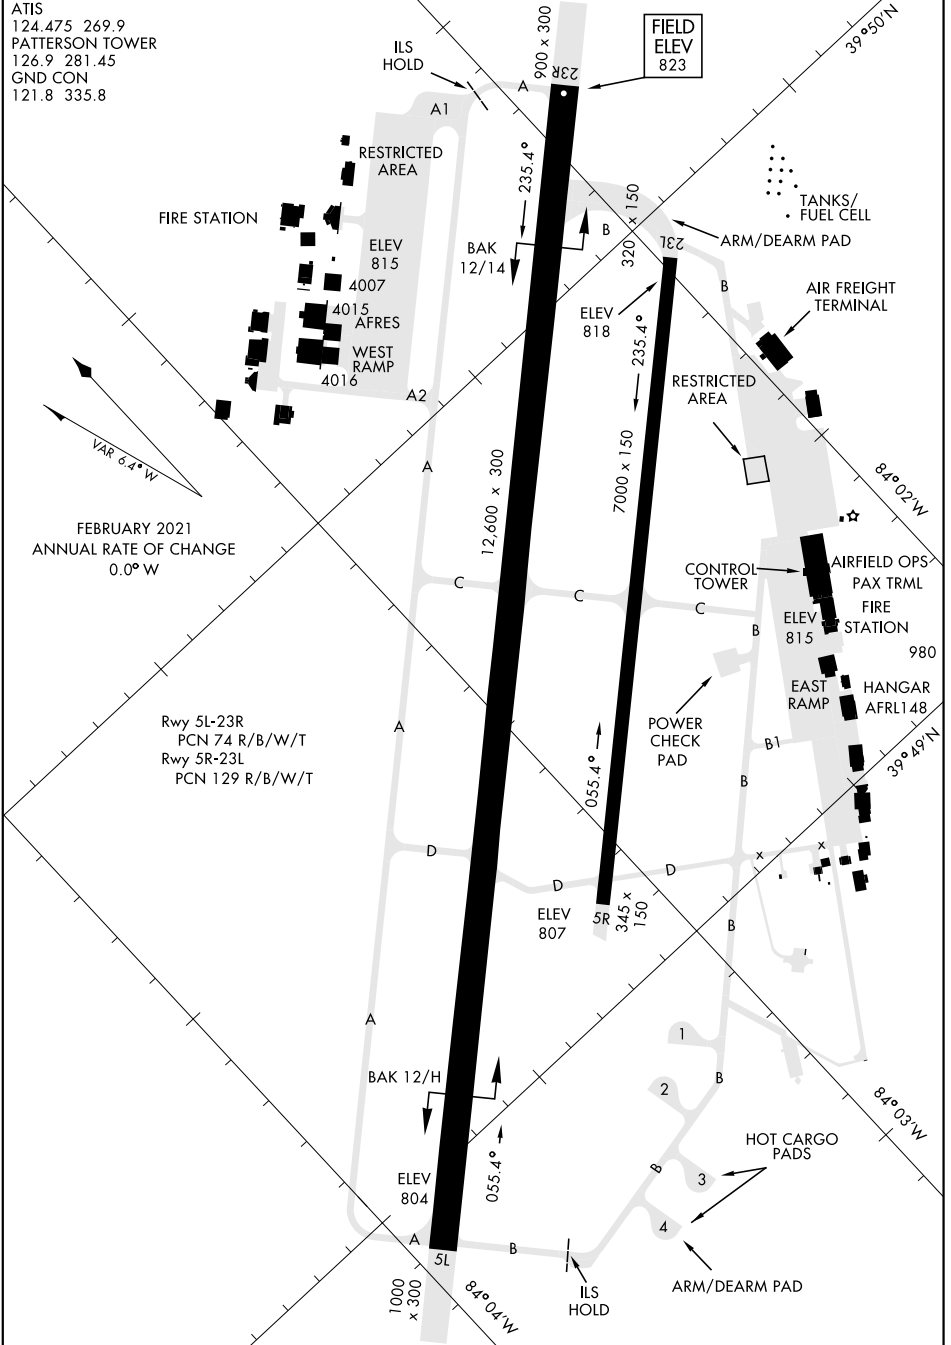 ATIS
124.475 269.9
PATTERSON TOWER
126.9 281.45
GND CON
121.8 335.8
ILS
HOLD
900 x 300
FIELD
ELEV
823
39°50'N
A
23R
A1
RESTRICTED
AREA
235.4°
320 x 150
TANKS/
FUEL CELL
FIRE STATION
ARM/DEARM PAD
B
23L
ELEV
815
BAK
12/14
4007
B
AIR FREIGHT
TERMINAL
4015
AFRES
ELEV
818
235.4°
WEST
RAMP
4016
A2
RESTRICTED
AREA
VAR 6.4° W
A
12,600 x 300
7000 x 150
84°02'W
FEBRUARY 2021
ANNUAL RATE OF CHANGE
0.0° W
CONTROL
TOWER
AIRFIELD OPS
PAX TRML
C
C
C
ELEV
815
FIRE
STATION
B
980
EAST
RAMP
HANGAR
AFRL148
Rwy 5L-23R
PCN 74 R/B/W/T
Rwy 5R-23L
PCN 129 R/B/W/T
A
POWER
CHECK
PAD
B1
39°49'N
055.4°
B
D
x
x
D
D
ELEV
807
5R
345 x
150
B
A
1
BAK 12/H
2
B
84°03'W
HOT CARGO
PADS
055.4°
ELEV
804
B
3
4
A
B
5L
ILS
HOLD
ARM/DEARM PAD
1000
x 300
84°04'W